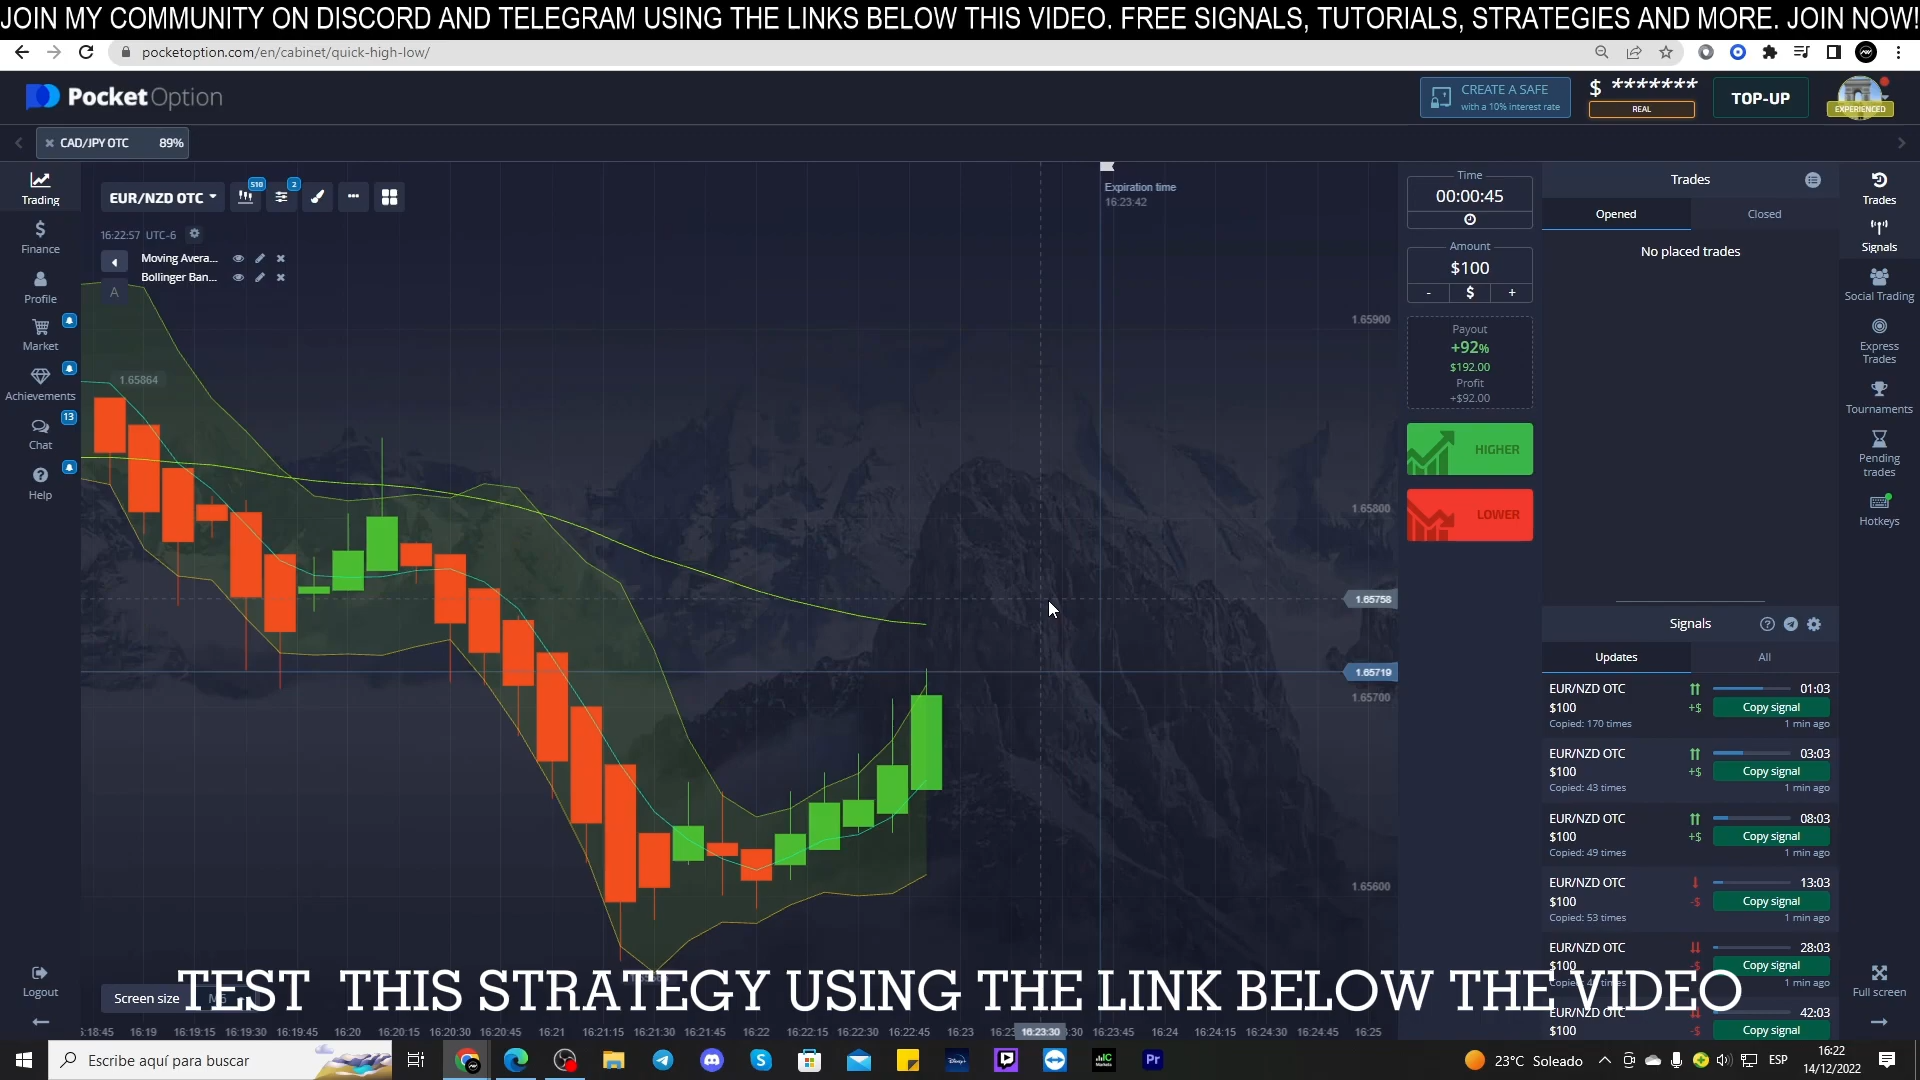 JOIN MY COMMUNITY ON DISCORD AND TELEGRAM USING THE LINKS BELOW THIS VIDEO. FREE SIGNALS, TUTORIALS, STRATEGIES AND MORE. JOIN NOW!
pocketoption.com/en/cabinet/quick-high-low/
PocketOption
CREATE A SAFE
with a 10% interest rate
$ *******
REAL
TOP-UP
EXPERIENCED
CAD/JPY OTC 89%
Trading
Finance
Profile
Market
Achievements
13
Chat
Help
Logout
EUR/NZD OTC
S10
2
16:22:57 UTC-6
Moving Avera...
Bollinger Ban...
A
1.65864
Expiration time
16:23:42
1.65900
1.65800
1.65758
1.65719
1.65700
1.65600
Time
00:00:45
Amount
$100
- $ +
Payout
+92%
$192.00
Profit
+$92.00
HIGHER
LOWER
Trades
Opened Closed
No placed trades
Signals
Updates All
EUR/NZD OTC 01:03
$100 +$ Copy signal
Copied: 170 times 1 min ago
EUR/NZD OTC 03:03
$100 +$ Copy signal
Copied: 43 times 1 min ago
EUR/NZD OTC 08:03
$100 +$ Copy signal
Copied: 49 times 1 min ago
EUR/NZD OTC 13:03
$100 -$ Copy signal
Copied: 53 times 1 min ago
EUR/NZD OTC 28:03
$100 -$ Copy signal
1 min ago
EUR/NZD OTC 42:03
$100 -$ Copy signal
Trades
Signals
Social Trading
Express
Trades
Tournaments
Pending
trades
Hotkeys
Full screen
Screen size M5
TEST THIS STRATEGY USING THE LINK BELOW THE VIDEO
16:19 16:19:15 16:19:30 16:19:45 16:20 16:20:15 16:20:30 16:20:45 16:21 16:21:15 16:21:30 16:21:45 16:22 16:22:15 16:22:30 16:22:45 16:23 16:23:30 16:23:45 16:24 16:24:15 16:24:30 16:24:45 16:25
Escribe aquí para buscar
23°C Soleado
ESP
16:22
14/12/2022